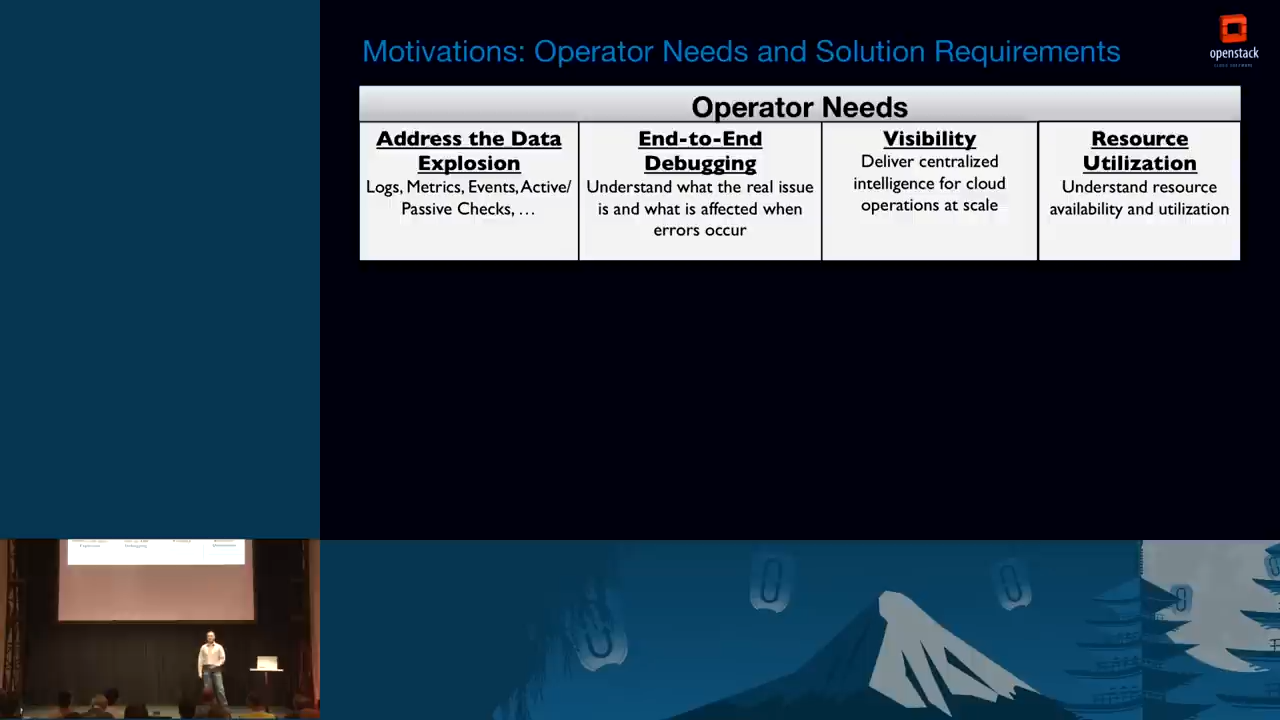 Motivations: Operator Needs and Solution Requirements
openstack
Operator Needs
Address the Data
Explosion
Logs, Metrics, Events, Active/
Passive Checks, …
End-to-End
Debugging
Understand what the real issue
is and what is affected when
errors occur
Visibility
Deliver centralized
intelligence for cloud
operations at scale
Resource
Utilization
Understand resource
availability and utilization